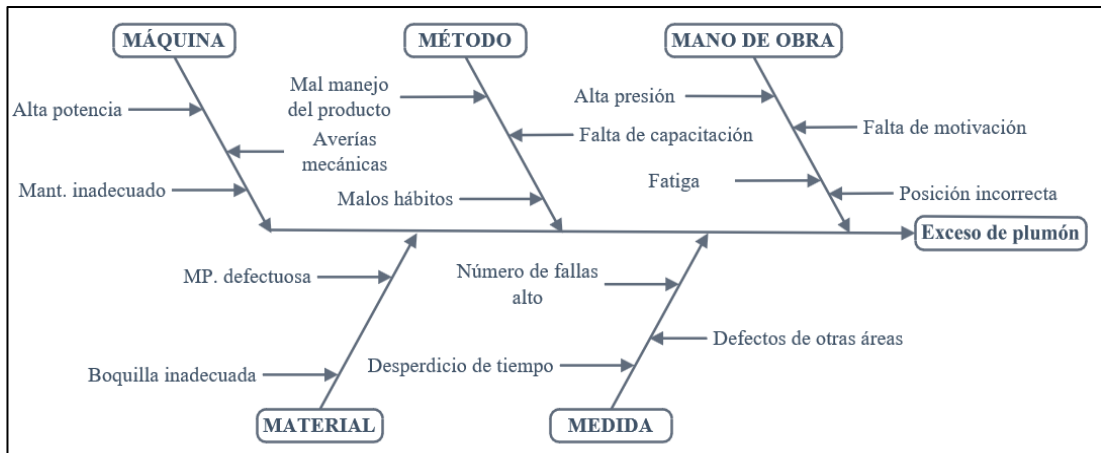 MÁQUINA
MÉTODO
MANO DE OBRA
Alta potencia
Averías
mecánicas
Mant. inadecuado
Mal manejo
del producto
Falta de capacitación
Malos hábitos
Alta presión
Falta de motivación
Fatiga
Posición incorrecta
Exceso de plumón
MP. defectuosa
Boquilla inadecuada
Número de fallas
alto
Defectos de otras áreas
Desperdicio de tiempo
MATERIAL
MEDIDA